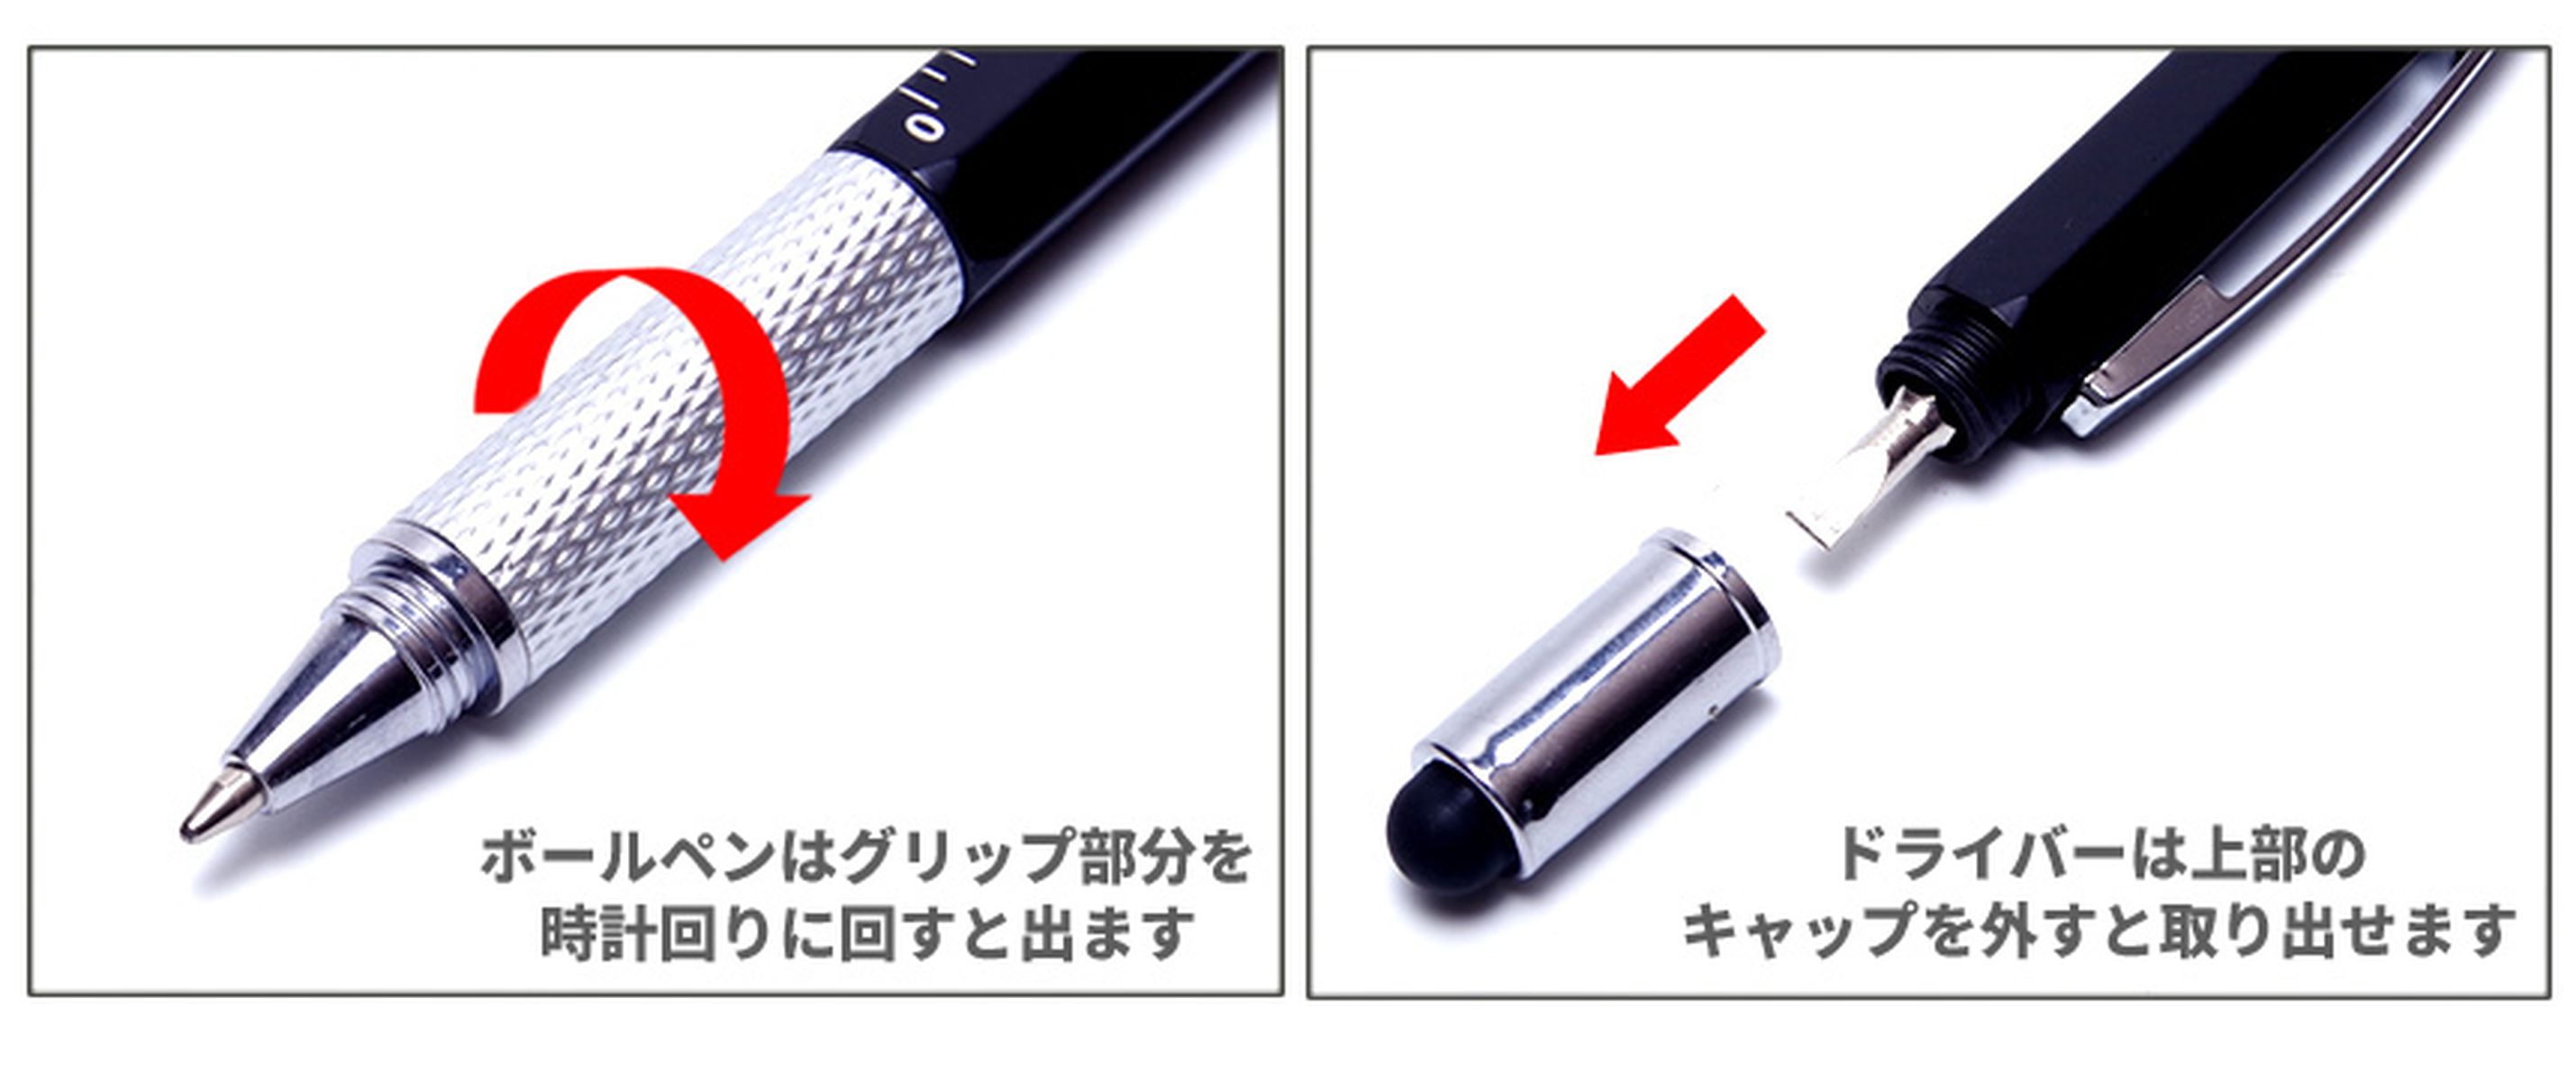 0
ボールペンはグリップ部分を
時計回りに回すと出ます
ドライバーは上部の
キャップを外すと取り出せます